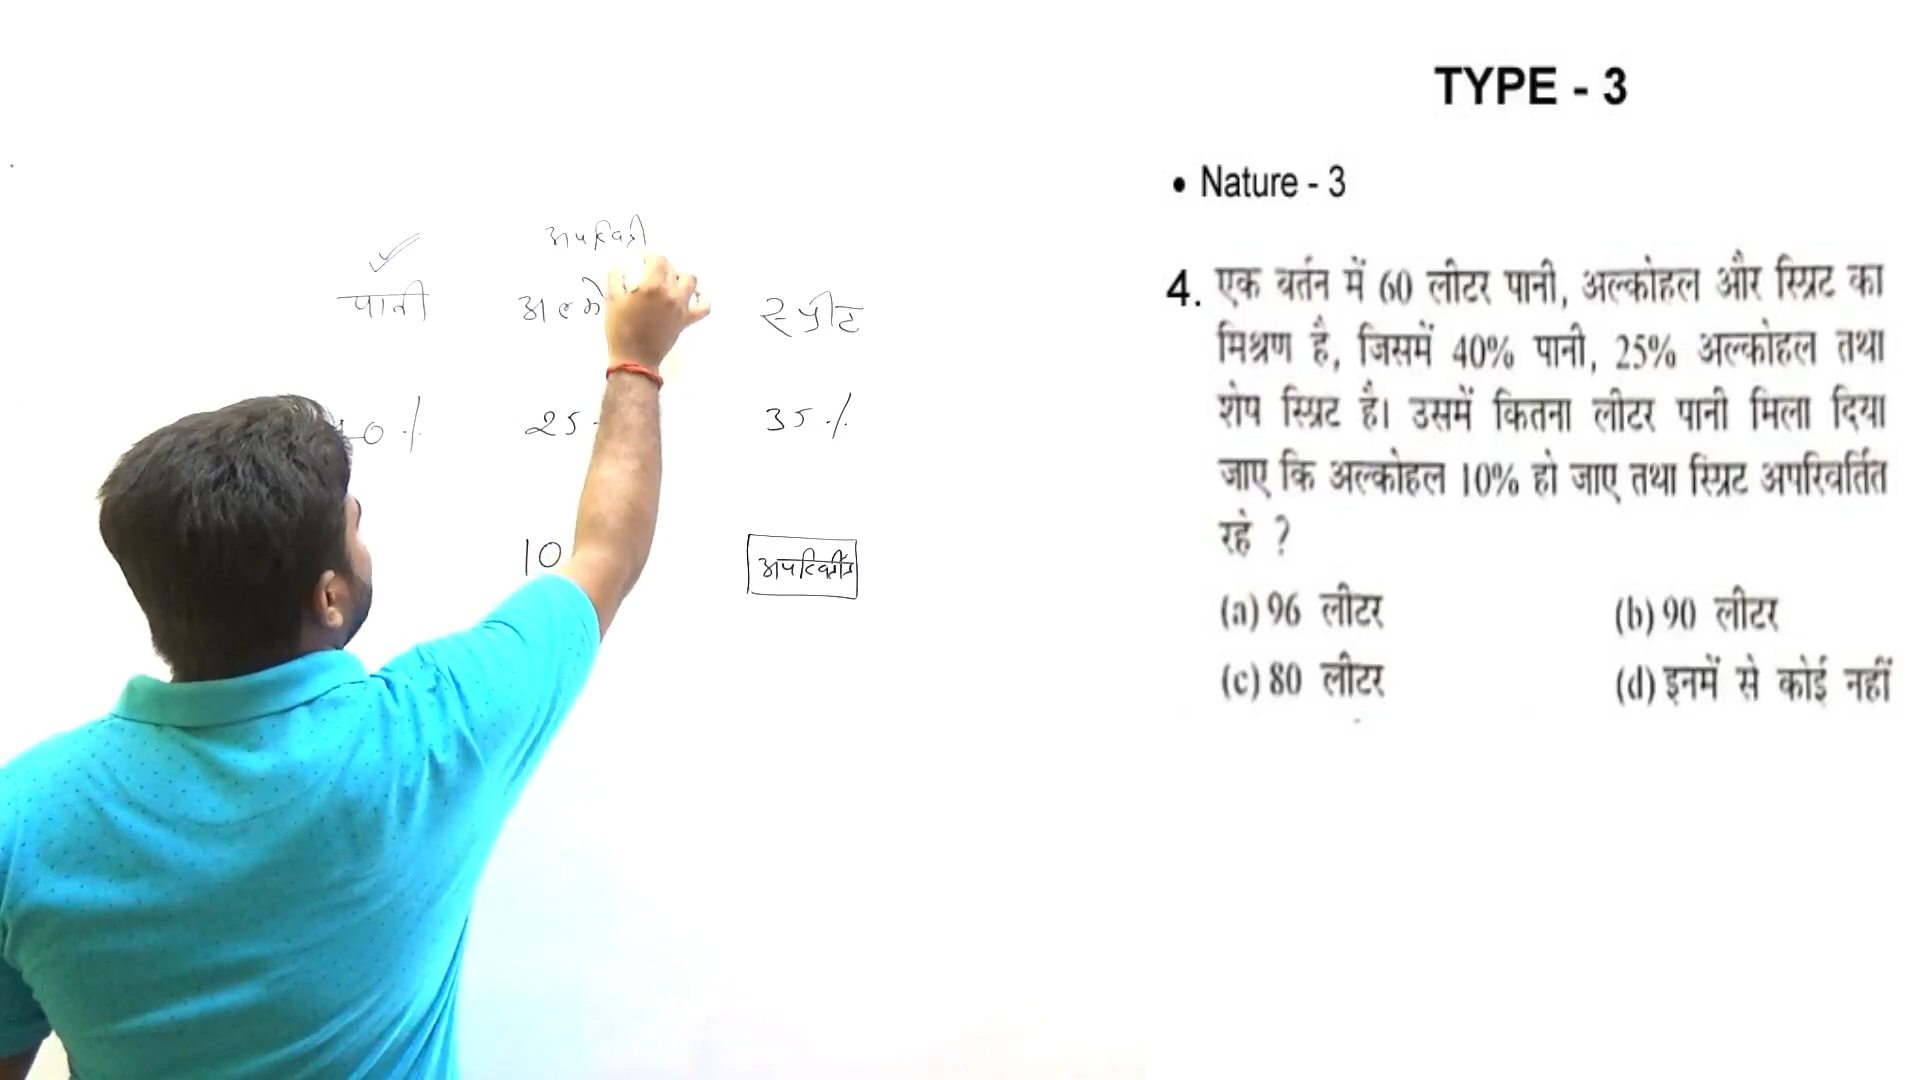 TYPE - 3
• Nature - 3
4. एक बर्तन में 60 लीटर पानी, अल्कोहल और स्प्रिट का
मिश्रण है, जिसमें 40% पानी, 25% अल्कोहल तथा
शेष स्प्रिट है। उसमें कितना लीटर पानी मिला दिया
जाए कि अल्कोहल 10% हो जाए तथा स्प्रिट अपरिवर्तित
रहे ?
(a) 96 लीटर (b) 90 लीटर
(c) 80 लीटर (d) इनमें से कोई नहीं
पानी अल्को स्प्रीट
0% 25 35%
10